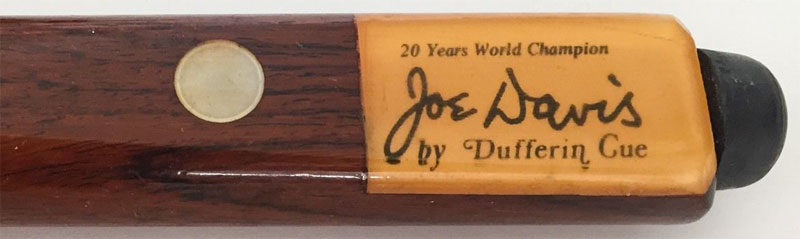 20 Years World Champion
Joe Davis
by Dufferin Cue